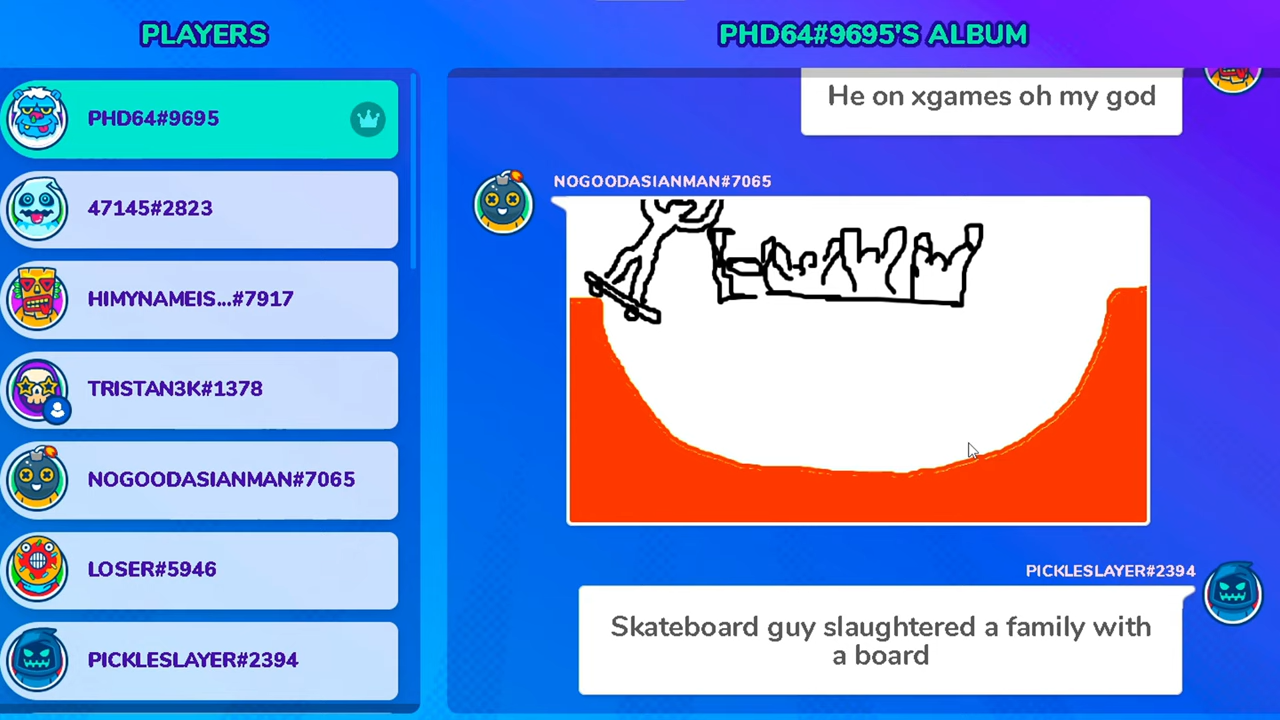 PLAYERS
PHD64#9695
47145#2823
HIMYNAMEIS...#7917
TRISTAN3K#1378
NOGOODASIANMAN#7065
LOSER#5946
PICKLESLAYER#2394
PHD64#9695'S ALBUM
He on xgames oh my god
NOGOODASIANMAN#7065
PICKLESLAYER#2394
Skateboard guy slaughtered a family with
a board